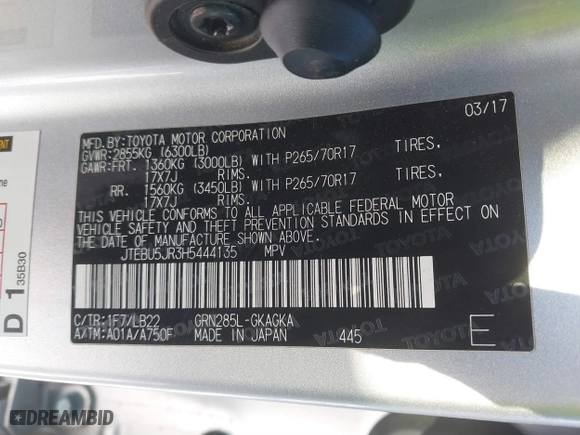 03/17
MFD.BY:TOYOTA MOTOR CORPORATION
GVWR:2855KG (6300LB)
GAWR:FRT. 1360KG (3000LB) WITH P265/70R17 TIRES,
17X7J RIMS.
RR. 1560KG (3450LB) WITH P265/70R17 TIRES,
17X7J RIMS.
THIS VEHICLE CONFORMS TO ALL APPLICABLE FEDERAL MOTOR
VEHICLE SAFETY AND THEFT PREVENTION STANDARDS IN EFFECT ON
THE DATE OF MANUFACTURE SHOWN ABOVE.
JTEBU5JR3H5444135 MPV
C/TR:1F7/LB22 GRN285L-GKAGKA
A/TM:A01A/A750F MADE IN JAPAN 445 E
D 1
35B30
TOYOTA
DREAMBID